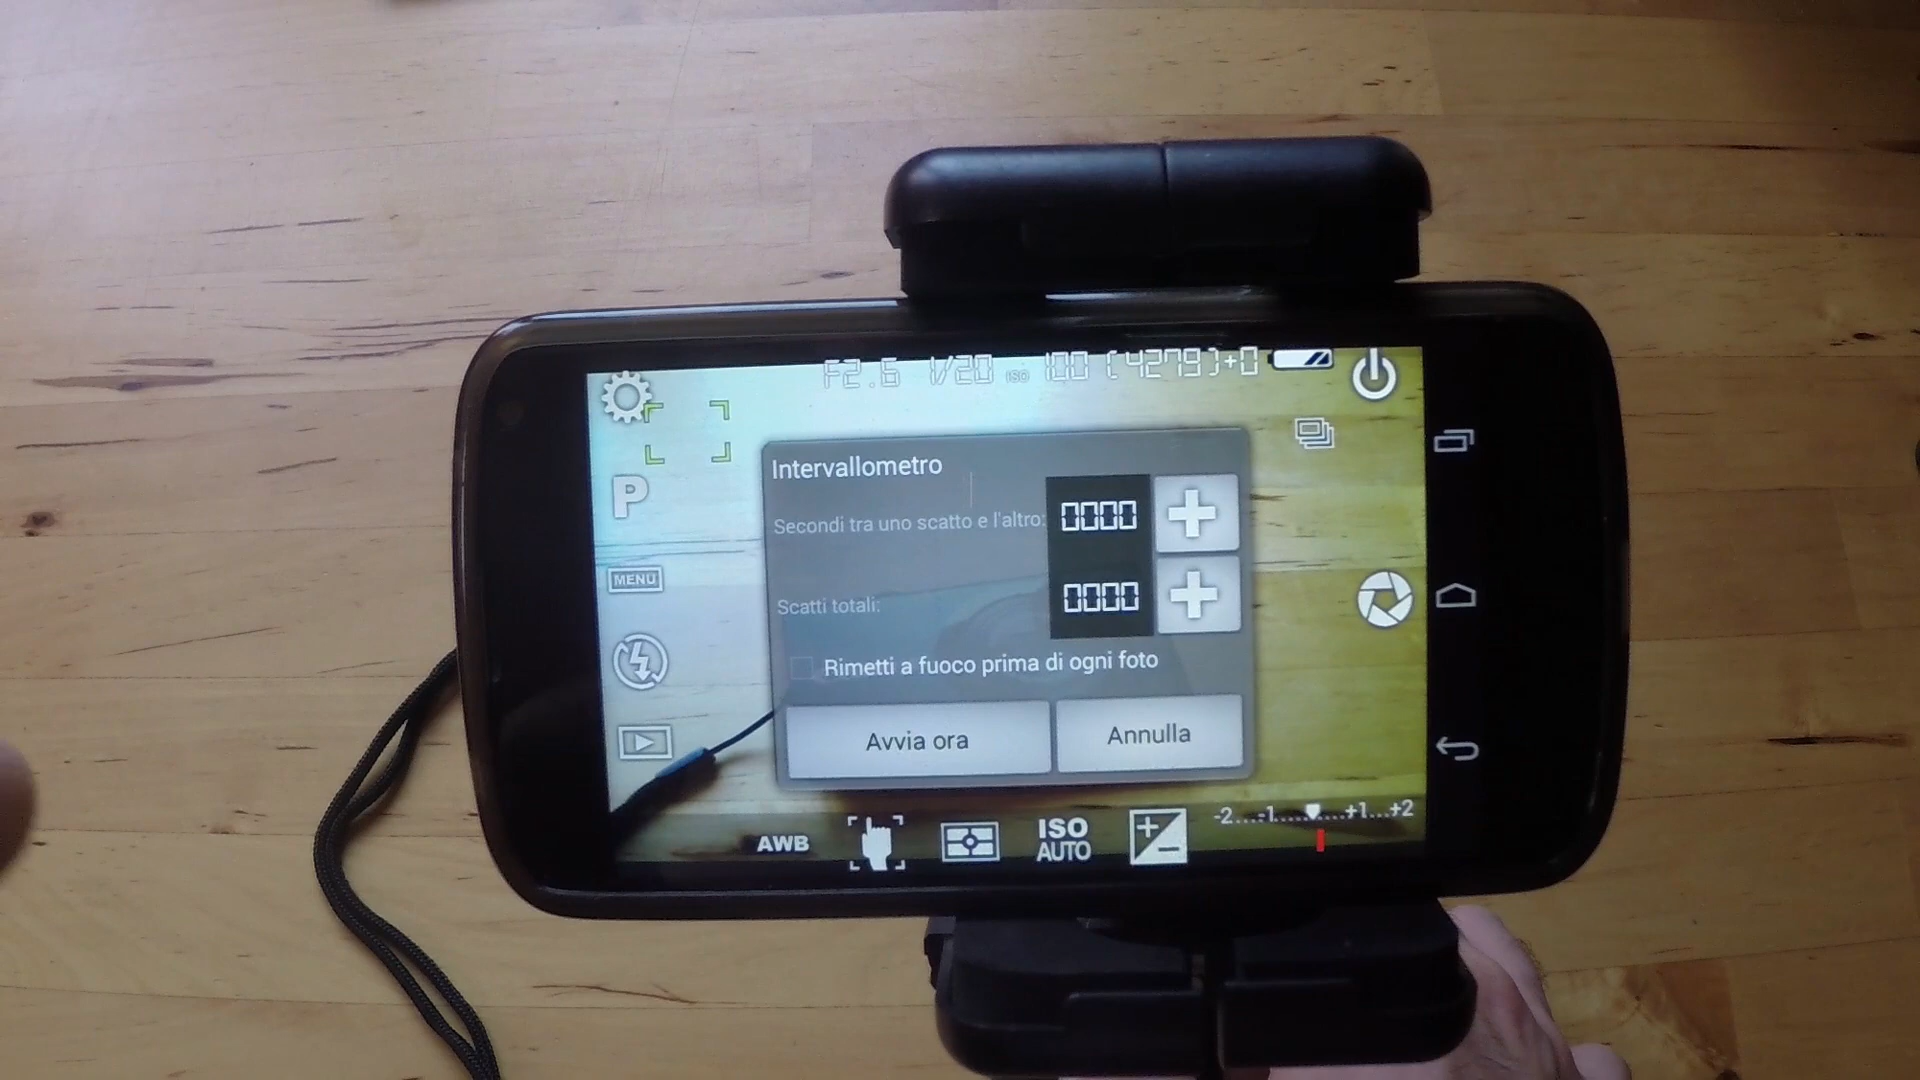 F2.6 1/20 ISO 100 (4279)+0
Intervallometro
Secondi tra uno scatto e l'altro: 0000
P
MENU
Scatti totali: 0000
Rimetti a fuoco prima di ogni foto
Avvia ora Annulla
-2....-1.........+1...+2
AWB ISO
AUTO